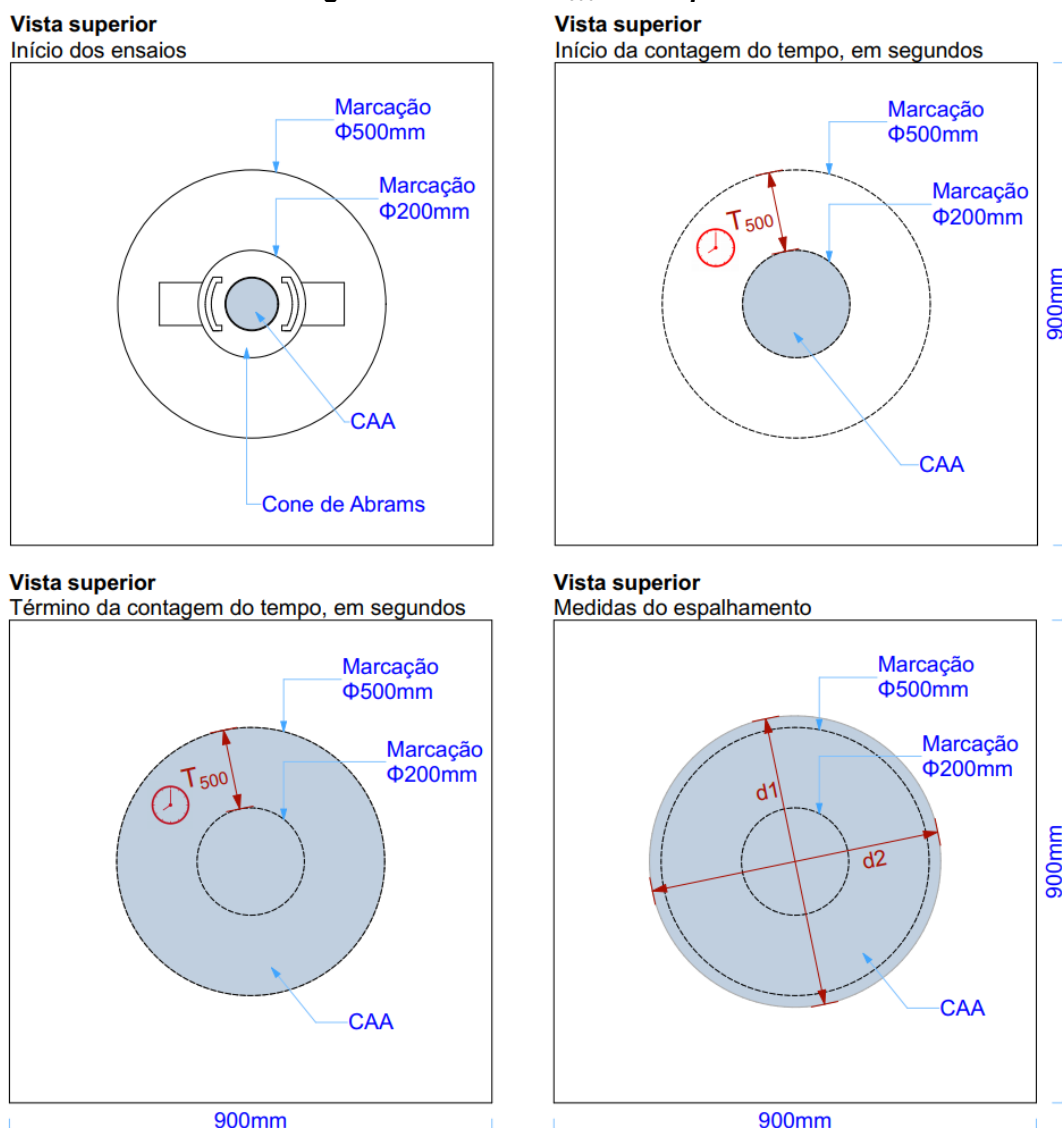 Vista superior
Início dos ensaios
Marcação
Φ500mm
Marcação
Φ200mm
CAA
Cone de Abrams
Vista superior
Início da contagem do tempo, em segundos
Marcação
Φ500mm
Marcação
Φ200mm
T500
CAA
900mm
Vista superior
Término da contagem do tempo, em segundos
Marcação
Φ500mm
Marcação
Φ200mm
T500
CAA
900mm
Vista superior
Medidas do espalhamento
Marcação
Φ500mm
Marcação
Φ200mm
d1
d2
CAA
900mm
900mm